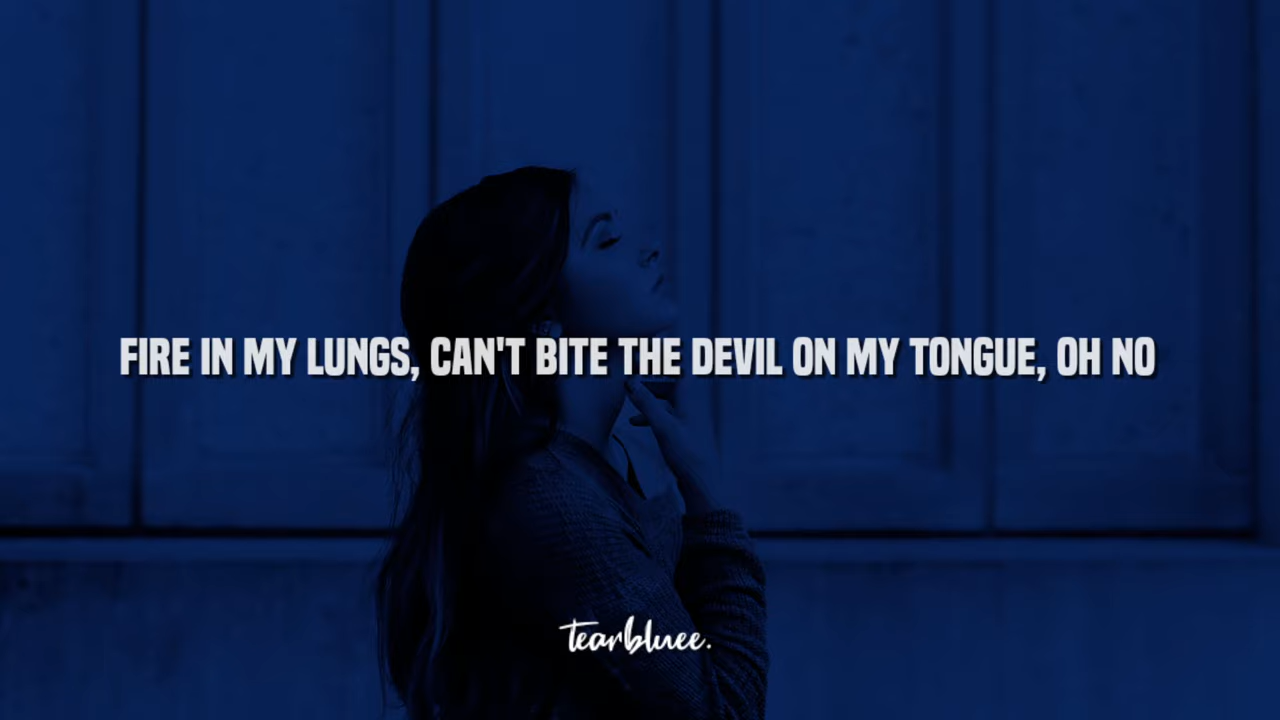 FIRE IN MY LUNGS, CAN'T BITE THE DEVIL ON MY TONGUE, OH NO
tearbluee.